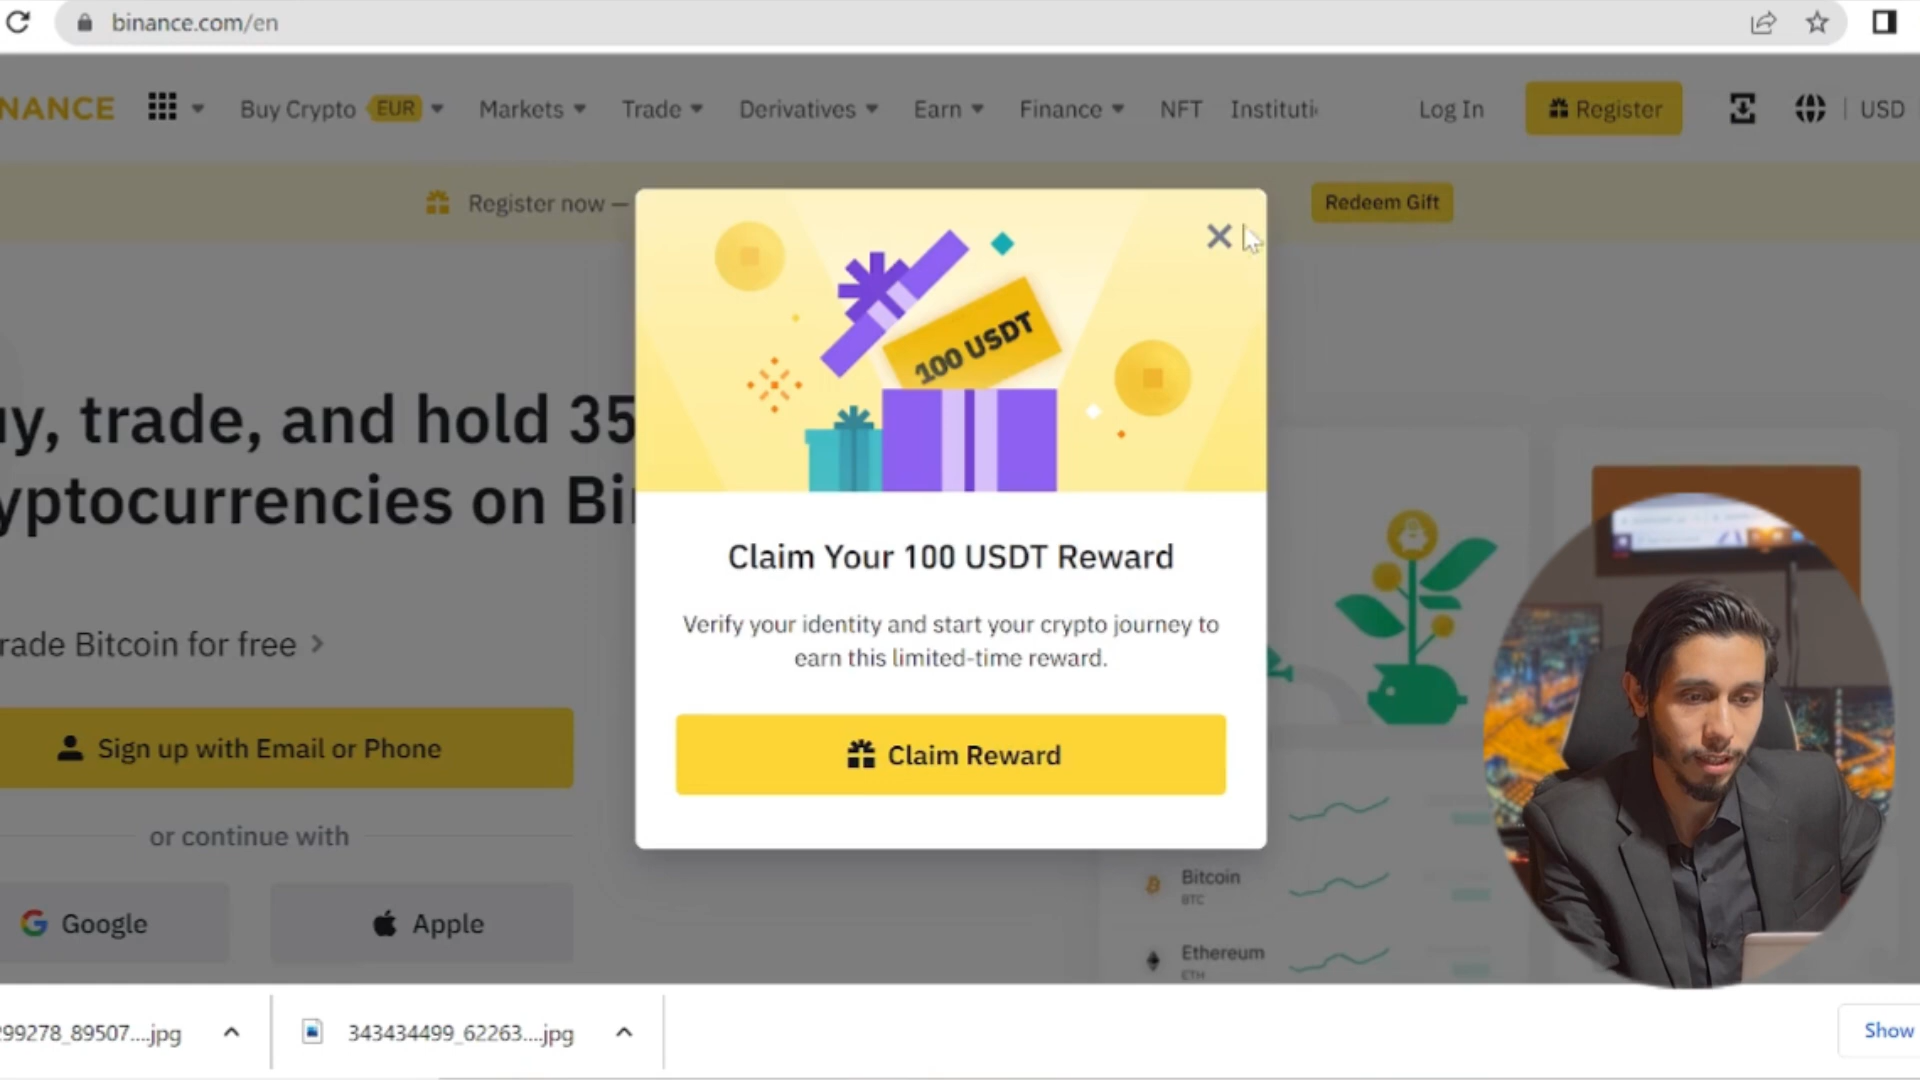 binance.com/en
NANCE
Buy Crypto EUR
Markets
Trade
Derivatives
Earn
Finance
NFT
Instituti
Log In
Register
USD
Register now —
Redeem Gift
100 USDT
uy, trade, and hold 35
yptocurrencies on Bi
Claim Your 100 USDT Reward
Verify your identity and start your crypto journey to
earn this limited-time reward.
rade Bitcoin for free
Claim Reward
Sign up with Email or Phone
or continue with
Google
Apple
Bitcoin
BTC
Ethereum
ETH
299278_89507....jpg
343434499_62263....jpg
Show